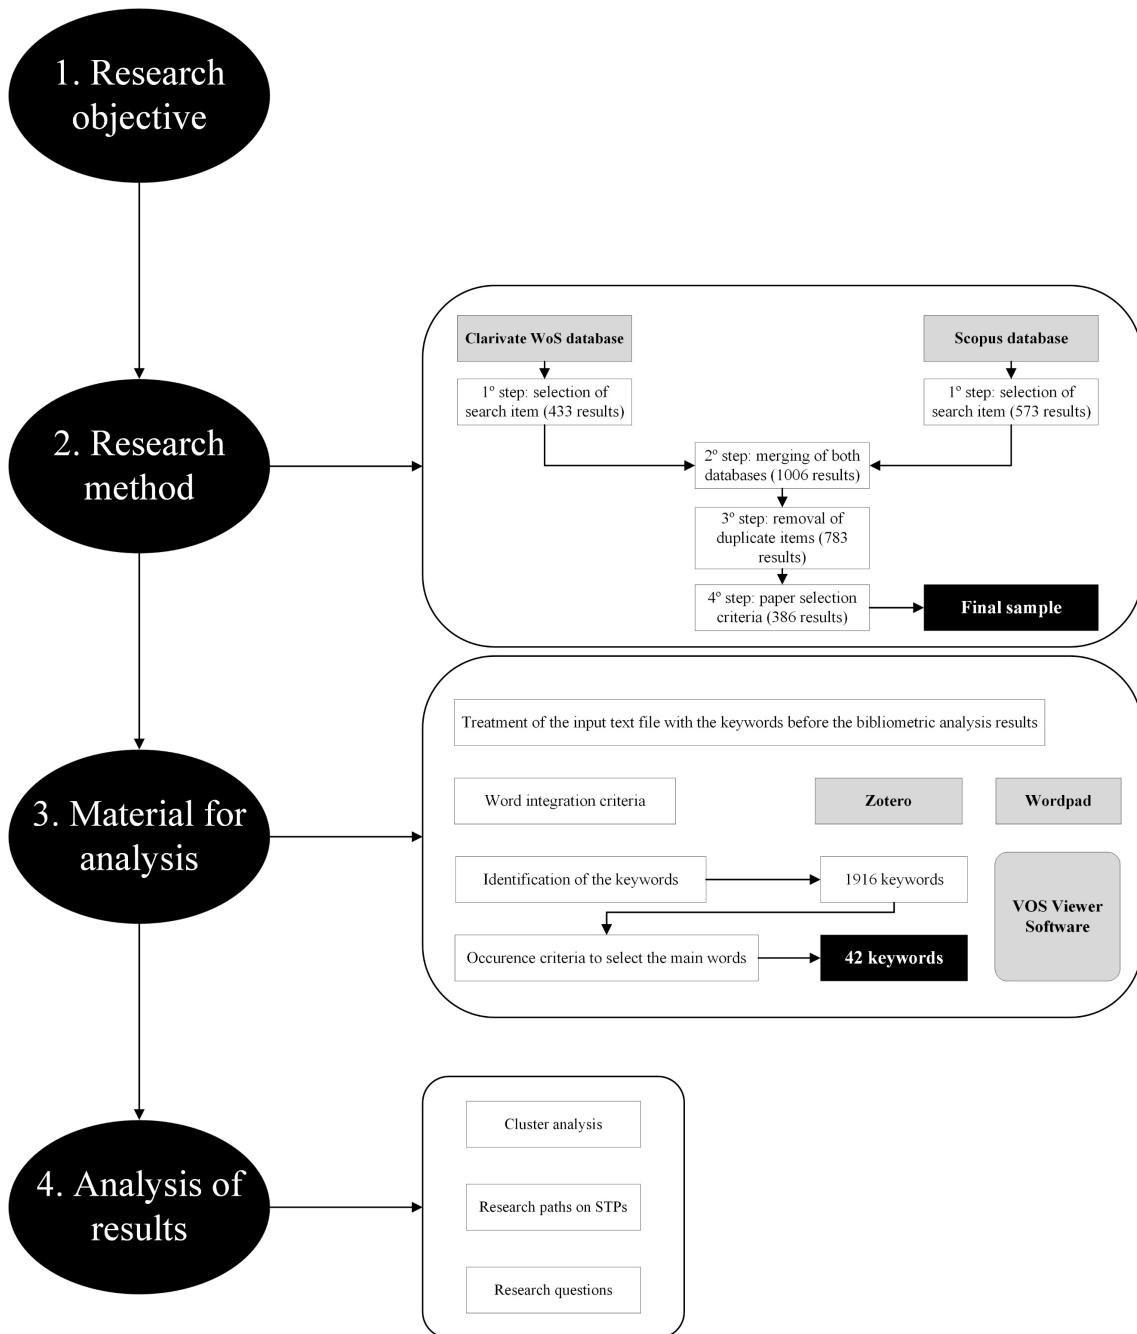 1. Research
objective
2. Research
method
Clarivate WoS database
Scopus database
1º step: selection of
search item (433 results)
1º step: selection of
search item (573 results)
2º step: merging of both
databases (1006 results)
3º step: removal of
duplicate items (783
results)
4º step: paper selection
criteria (386 results)
Final sample
3. Material for
analysis
Treatment of the input text file with the keywords before the bibliometric analysis results
Word integration criteria
Zotero
Wordpad
Identification of the keywords
1916 keywords
VOS Viewer
Software
Occurence criteria to select the main words
42 keywords
4. Analysis of
results
Cluster analysis
Research paths on STPs
Research questions